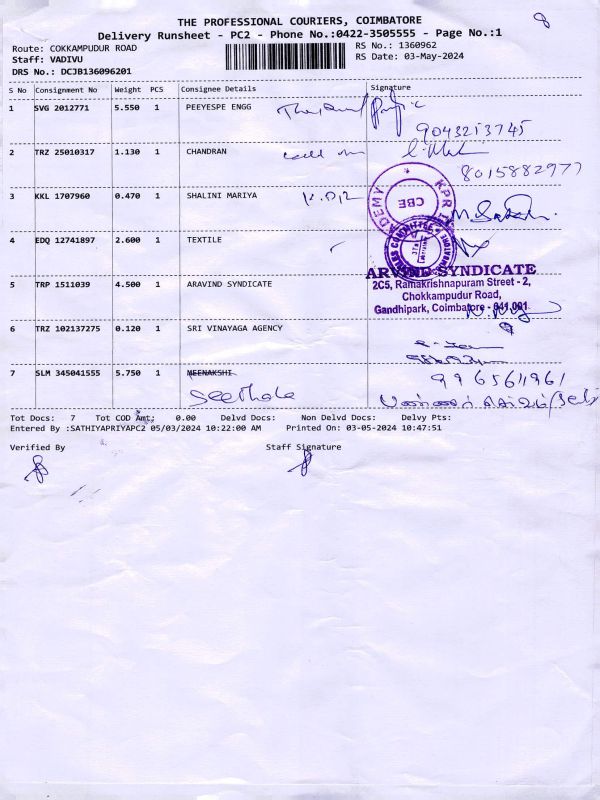 8
THE PROFESSIONAL COURIERS, COIMBATORE
Delivery Runsheet - PC2 - Phone No.:0422-3505555 - Page No.:1
Route: COKKAMPUDUR ROAD
RS No.: 1360962
Staff: VADIVU
RS Date: 03-May-2024
DRS No.: DCJB136096201
S No Consignment No Weight PCS Consignee Details Signature
1 SVG 2012771 5.550 1 PEEYESPE ENGG
9043213745
2 TRZ 25010317 1.130 1 CHANDRAN
8015882977
3 KKL 1707960 0.470 1 SHALINI MARIYA
KPR
CBE
4 EDQ 12741897 2.600 1 TEXTILE
ARVIND SYNDICATE
2C5, Ramakrishnapuram Street - 2,
Chokkampudur Road,
Gandhipark, Coimbatore - 641 001.
5 TRP 1511039 4.500 1 ARAVIND SYNDICATE
6 TRZ 102137275 0.120 1 SRI VINAYAGA AGENCY
7 SLM 345041555 5.750 1 MEENAKSHI
9965611961
Seethala
Tot Docs: 7 Tot COD Amt: 0.00 Delvd Docs: Non Delvd Docs: Delvy Pts:
Entered By :SATHIYAPRIYAPC2 05/03/2024 10:22:00 AM Printed On: 03-05-2024 10:47:51
Verified By Staff Signature